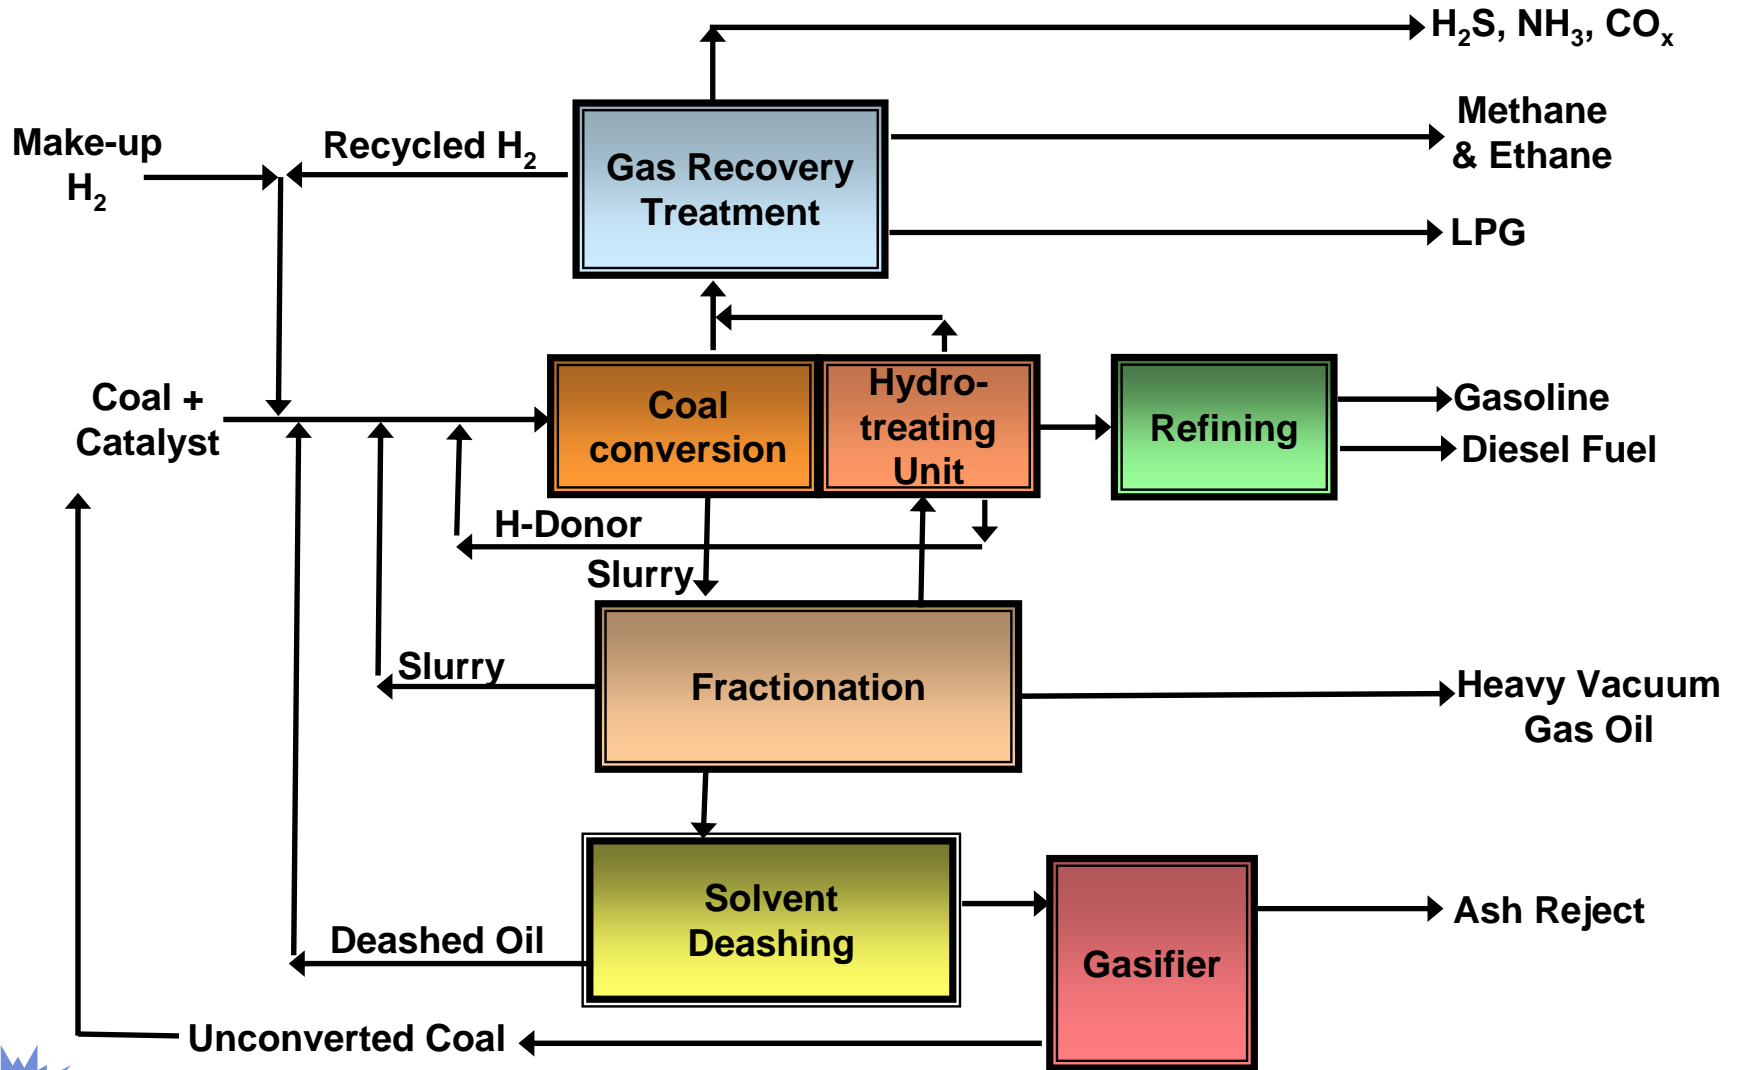 H₂S, NH₃, COₓ
Make-up
H₂
Recycled H₂
Gas Recovery
Treatment
Methane
& Ethane
LPG
Coal +
Catalyst
Coal
conversion
Hydro-
treating
Unit
Refining
Gasoline
Diesel Fuel
H-Donor
Slurry
Slurry
Fractionation
Heavy Vacuum
Gas Oil
Solvent
Deashing
Deashed Oil
Gasifier
Ash Reject
Unconverted Coal